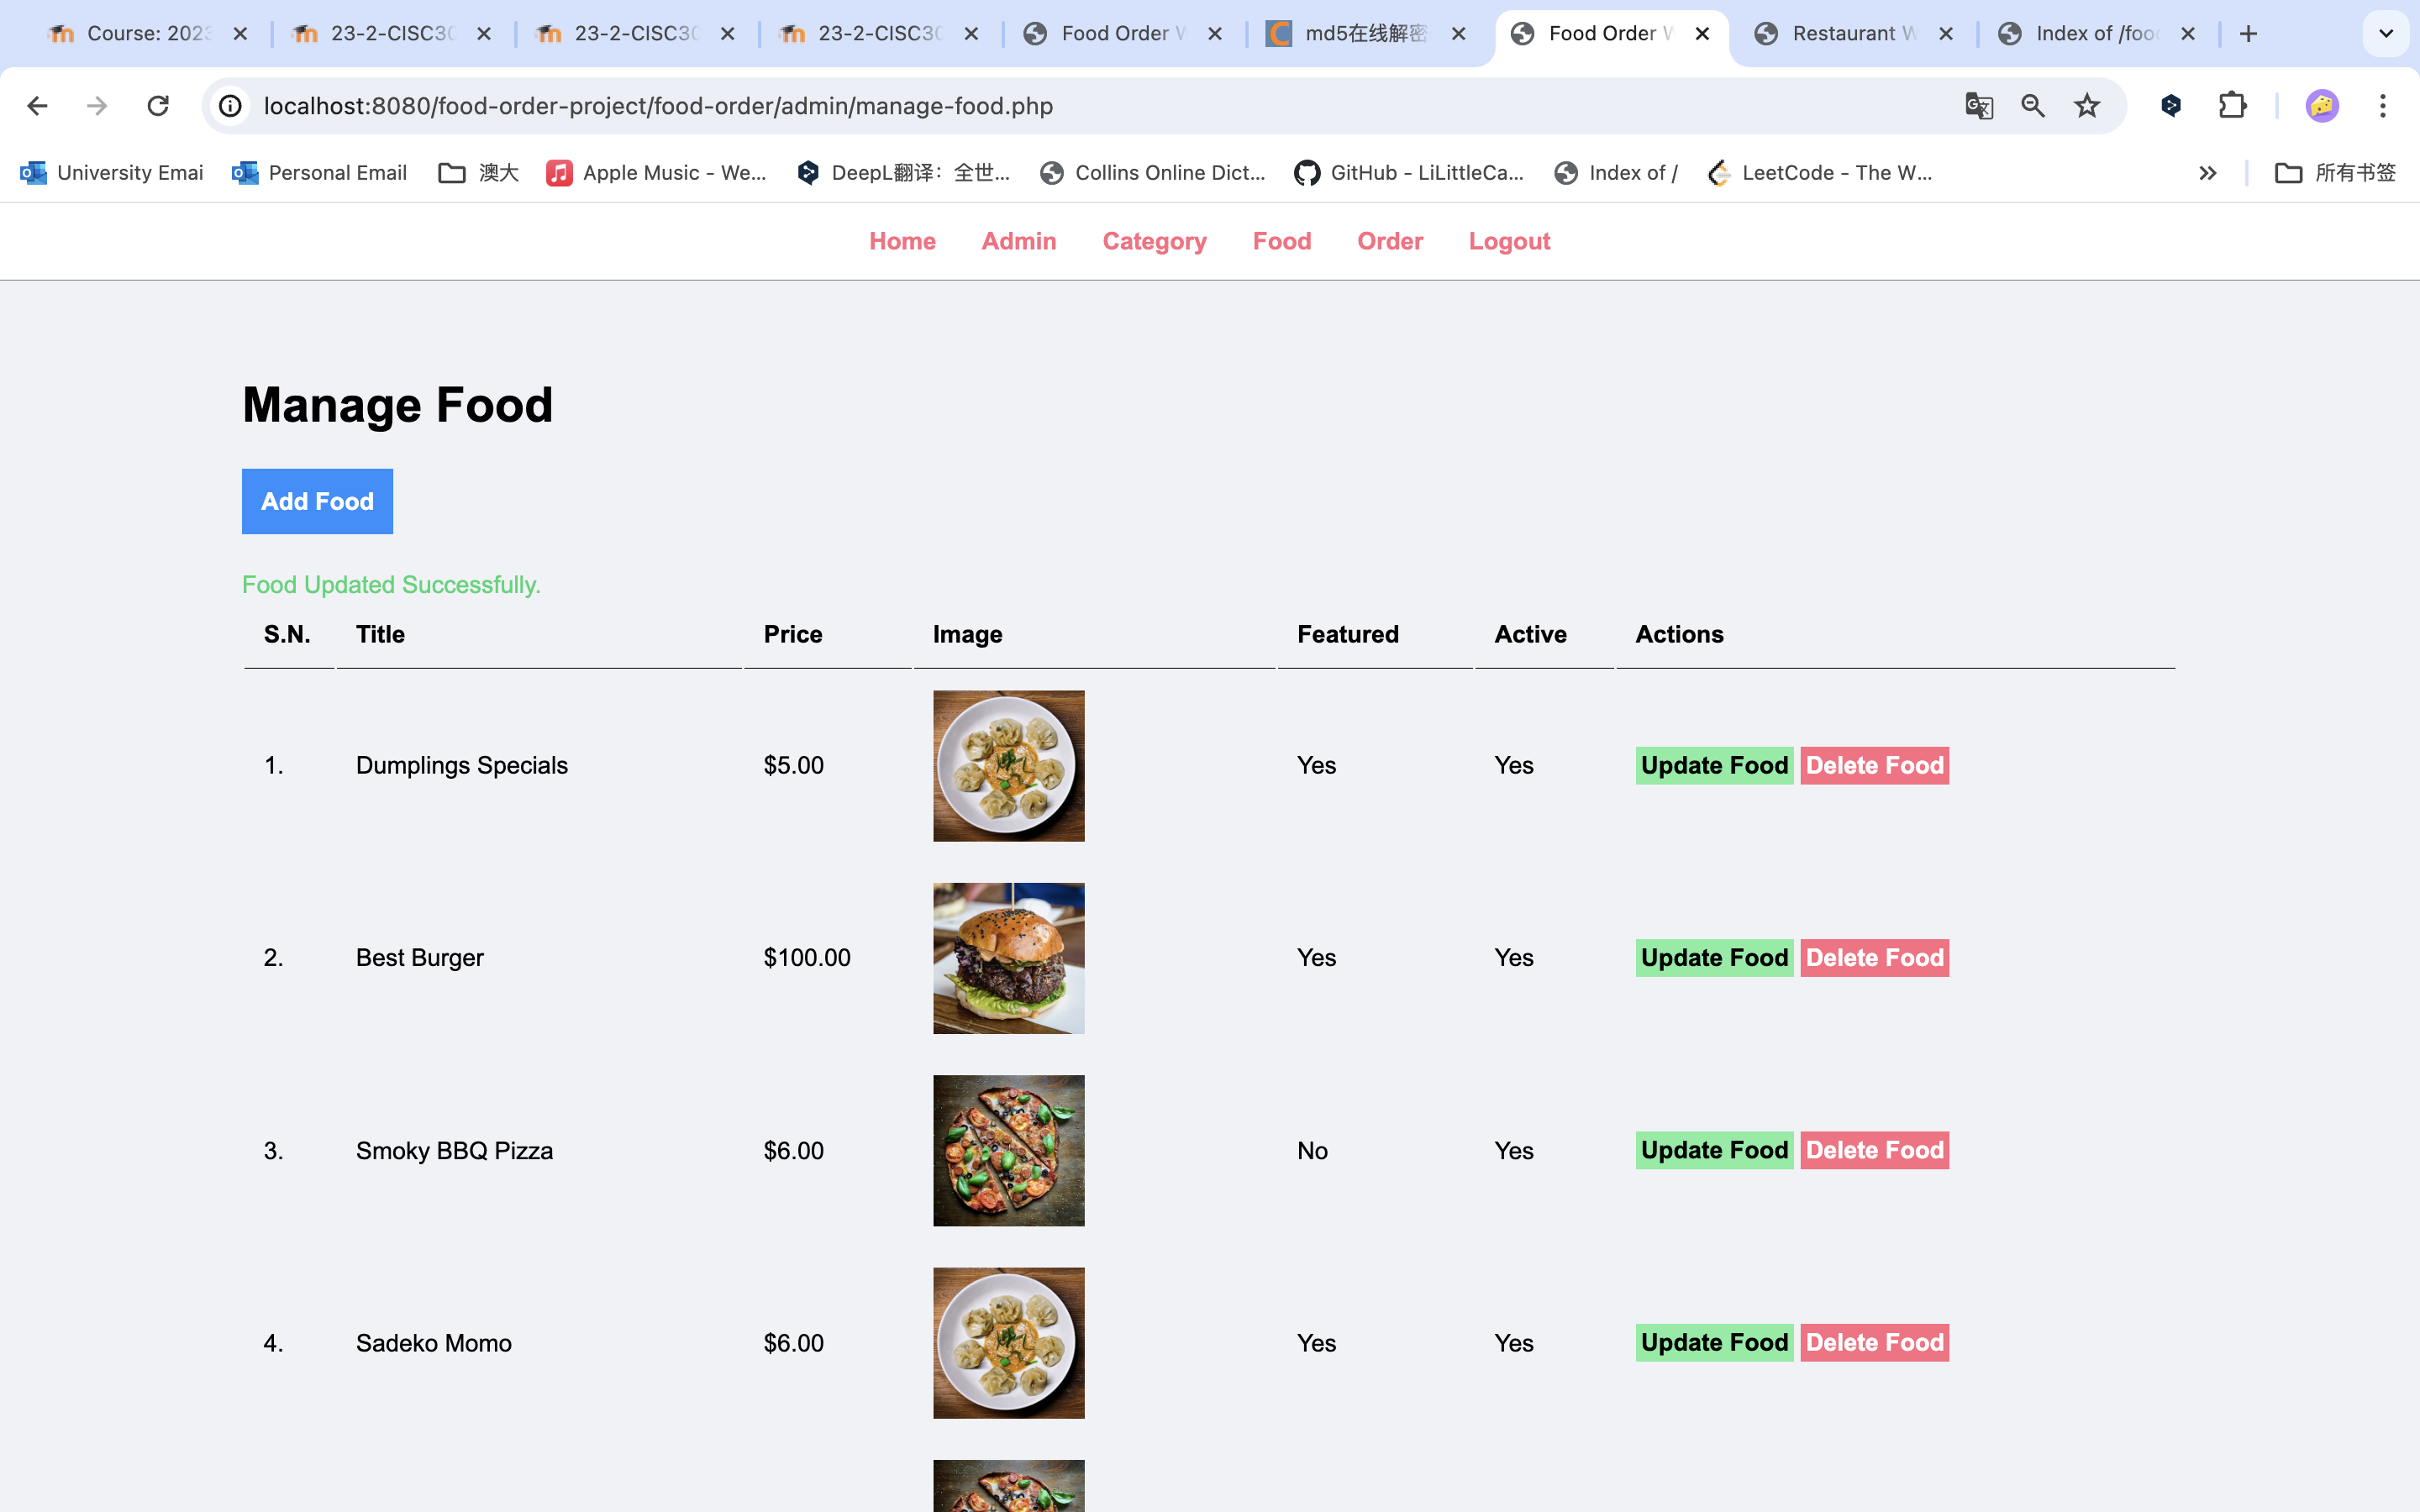 Course: 2023
23-2-CISC30
23-2-CISC30
23-2-CISC30
Food Order W
md5在线解密
Food Order W
Restaurant W
Index of /foo
localhost:8080/food-order-project/food-order/admin/manage-food.php
University Emai
Personal Email
澳大
Apple Music - We...
DeepL翻译：全世...
Collins Online Dict...
GitHub - LiLittleCa...
Index of /
LeetCode - The W...
所有书签
Home Admin Category Food Order Logout
Manage Food
Add Food
Food Updated Successfully.
S.N. Title Price Image Featured Active Actions
1. Dumplings Specials $5.00 Yes Yes Update Food Delete Food
2. Best Burger $100.00 Yes Yes Update Food Delete Food
3. Smoky BBQ Pizza $6.00 No Yes Update Food Delete Food
4. Sadeko Momo $6.00 Yes Yes Update Food Delete Food